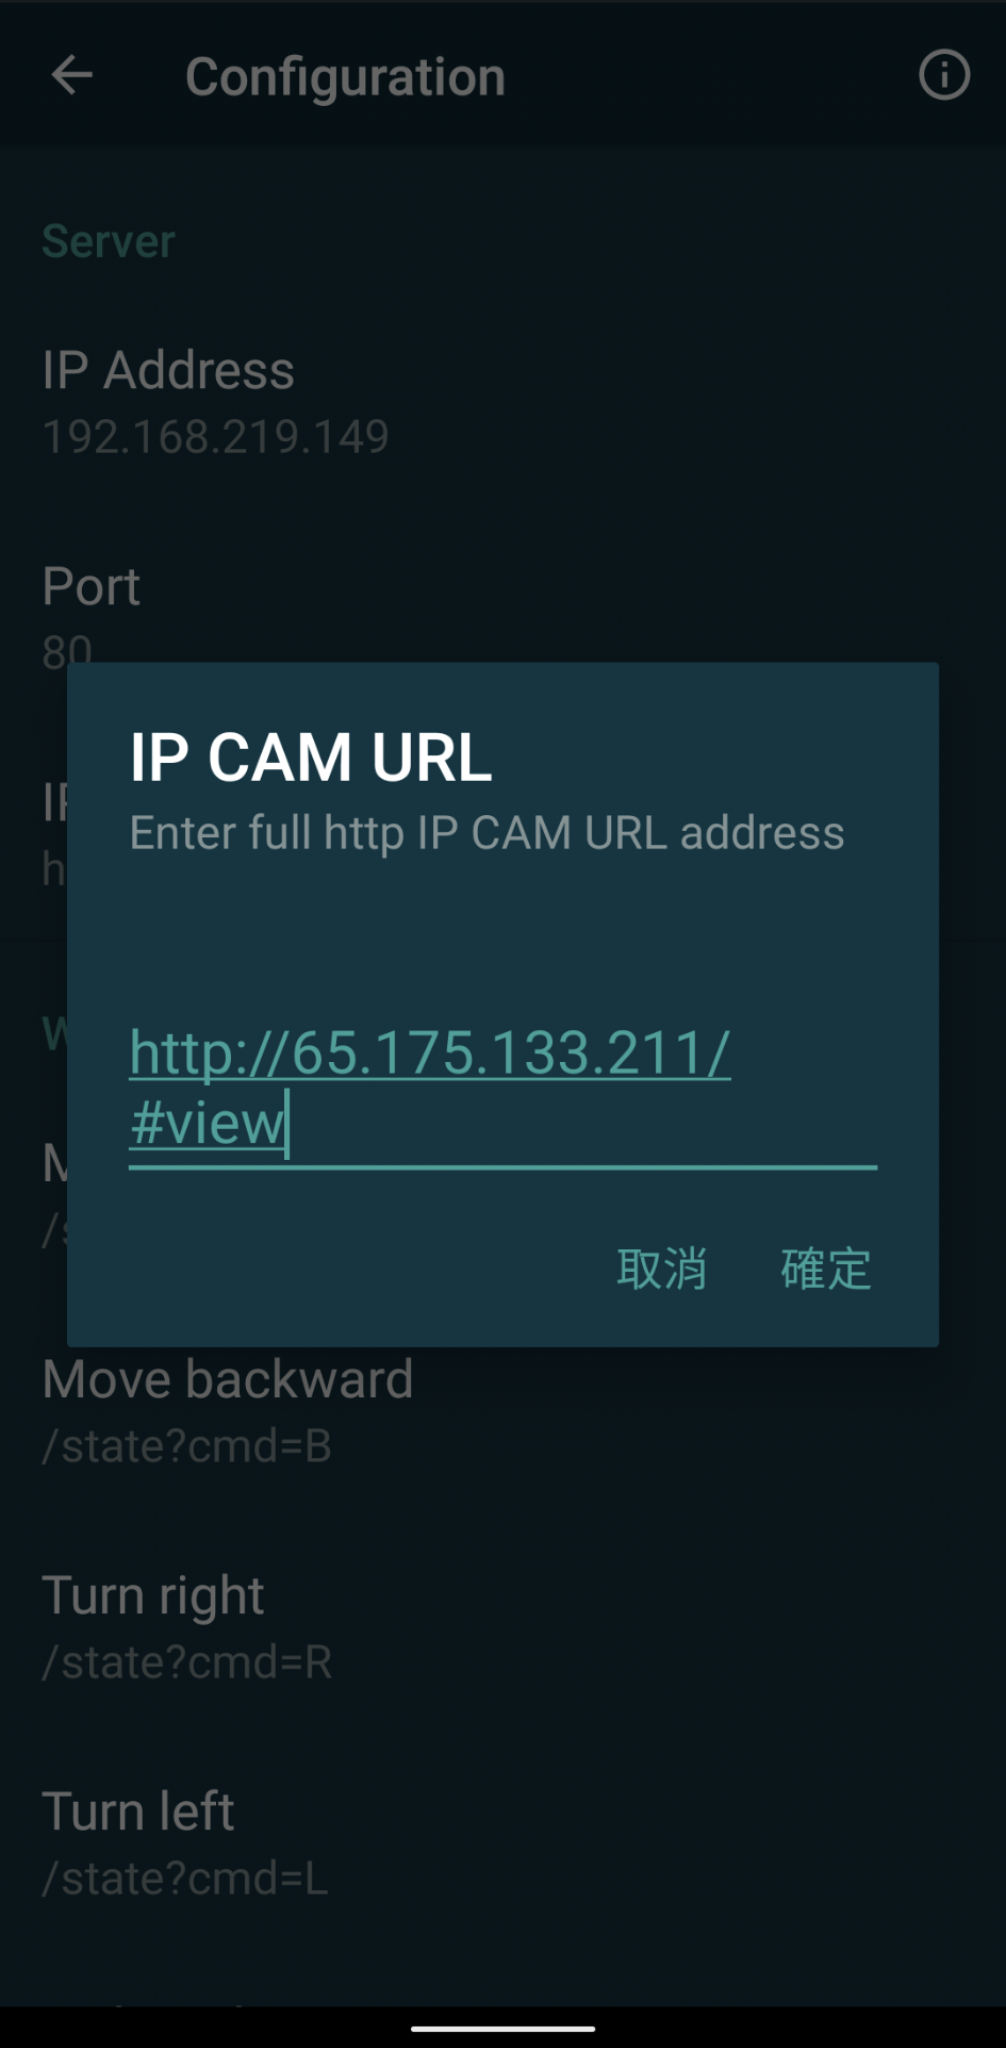 Configuration
Server
IP Address
192.168.219.149
Port
80
IP CAM URL
Enter full http IP CAM URL address
http://65.175.133.211/
#view
取消
確定
Move backward
/state?cmd=B
Turn right
/state?cmd=R
Turn left
/state?cmd=L